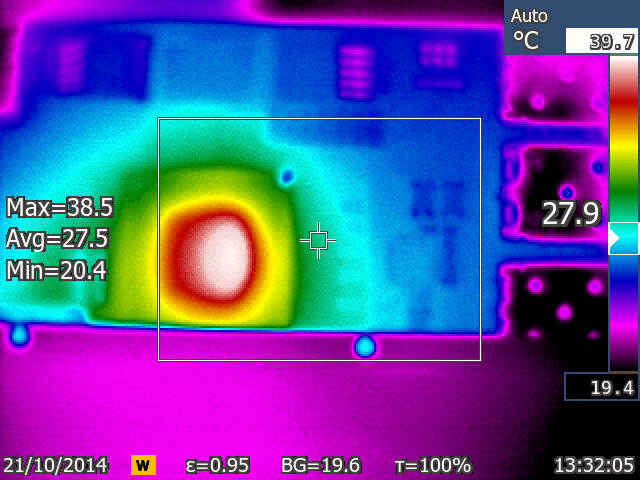 Auto
°C
39.7
Max=38.5
Avg=27.5
Min=20.4
27.9
19.4
21/10/2014 W ε=0.95 BG=19.6 τ=100% 13:32:05